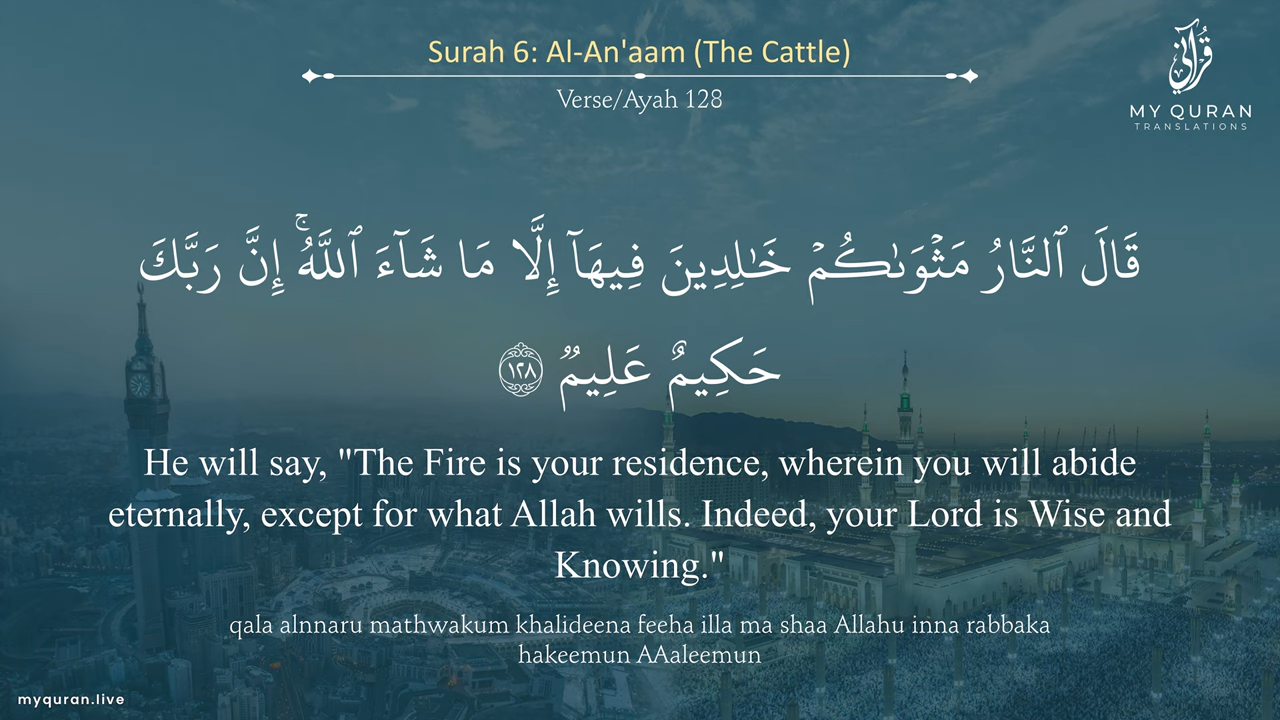 Surah 6: Al-An'aam (The Cattle)
Verse/Ayah 128
قرآني
MY QURAN
TRANSLATIONS
قَالَ ٱلنَّارُ مَثْوَىٰكُمْ خَـٰلِدِينَ فِيهَآ إِلَّا مَا شَآءَ ٱللَّهُ ۚ إِنَّ رَبَّكَ
حَكِيمٌ عَلِيمٌ ١٢٨
He will say, "The Fire is your residence, wherein you will abide
eternally, except for what Allah wills. Indeed, your Lord is Wise and
Knowing."
qala alnnaru mathwakum khalideena feeha illa ma shaa Allahu inna rabbaka
hakeemun AAaleemun
myquran.live